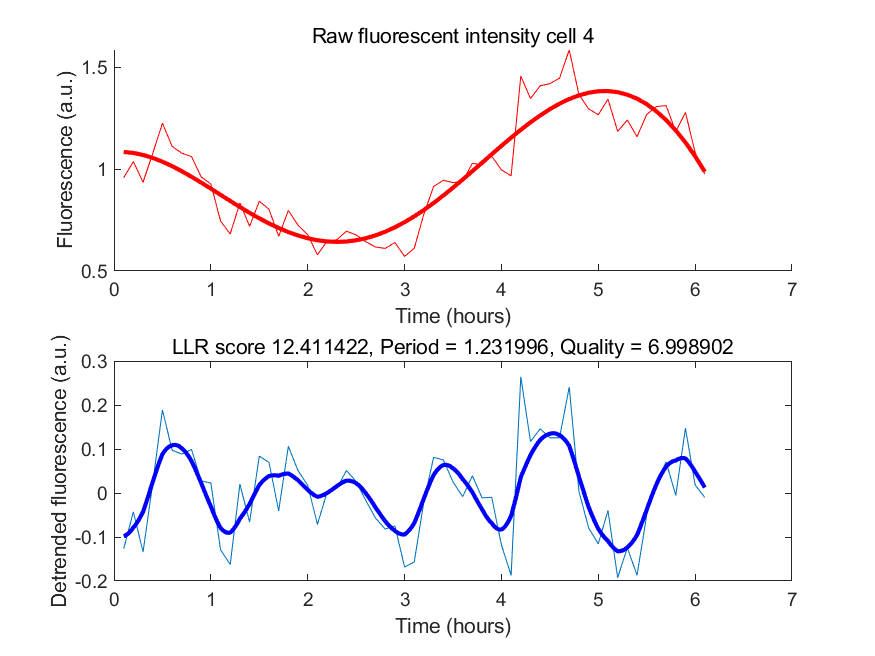 Raw fluorescent intensity cell 4
Fluorescence (a.u.)
1.5
1
0.5
0 1 2 3 4 5 6 7
Time (hours)
LLR score 12.411422, Period = 1.231996, Quality = 6.998902
Detrended fluorescence (a.u.)
0.3
0.2
0.1
0
-0.1
-0.2
0 1 2 3 4 5 6 7
Time (hours)